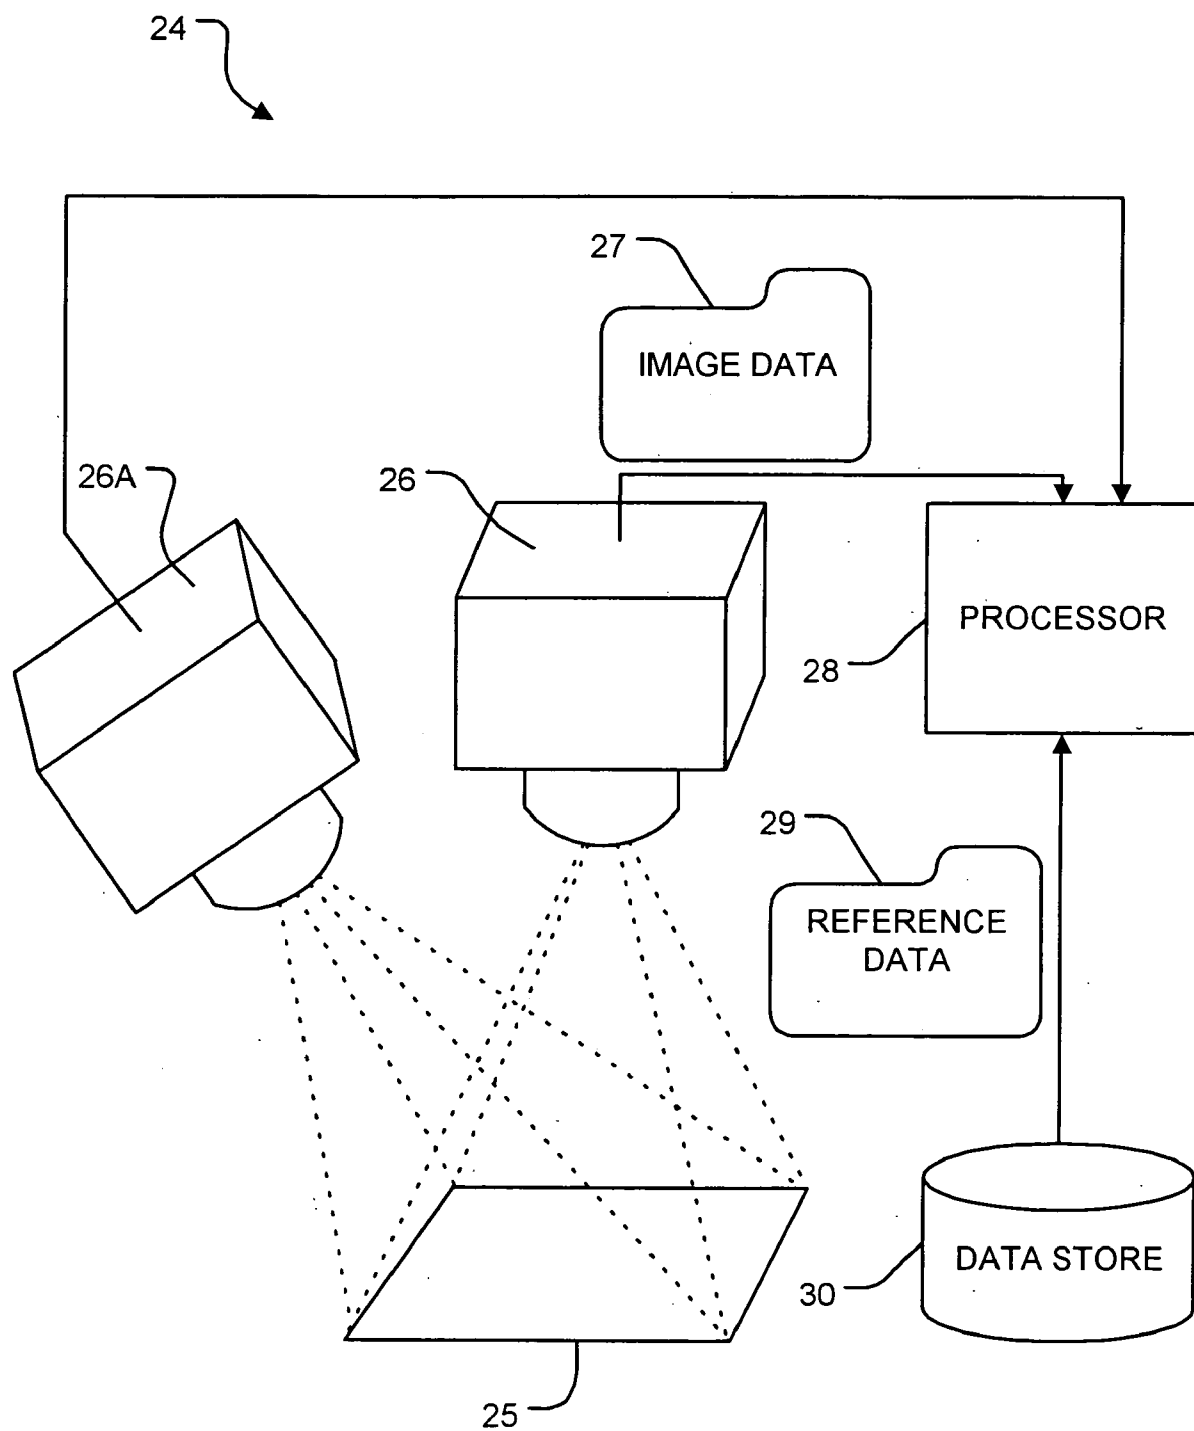 24
27
IMAGE DATA
26A
26
PROCESSOR
28
29
REFERENCE
DATA
DATA STORE
30
25